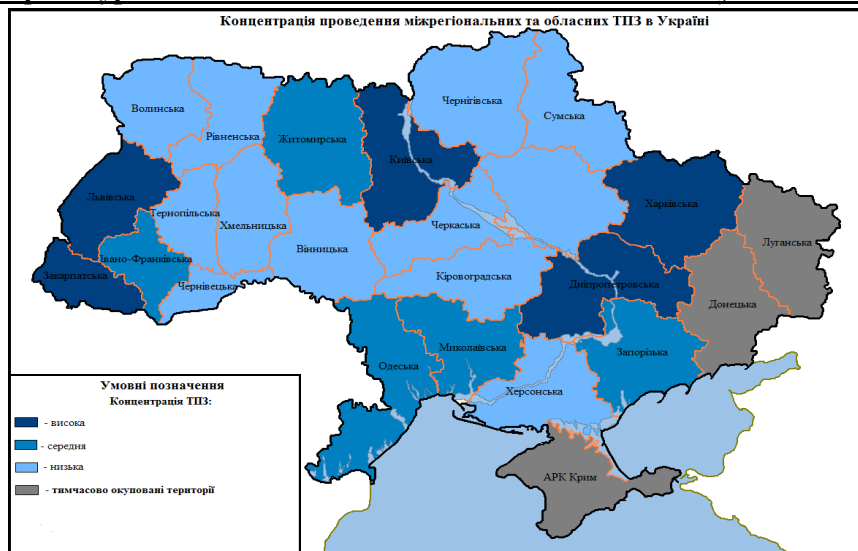 Концентрація проведення міжрегіональних та обласних ТПЗ в Україні
Волинська
Рівненська
Житомирська
Київська
Чернігівська
Сумська
Львівська
Тернопільська
Хмельницька
Вінницька
Черкаська
Харківська
Луганська
Івано-Франківська
Закарпатська
Чернівецька
Кіровоградська
Дніпропетровська
Донецька
Одеська
Миколаївська
Запорізька
Херсонська
АРК Крим
Умовні позначення
Концентрація ТПЗ:
- висока
- середня
- низька
- тимчасово окуповані території